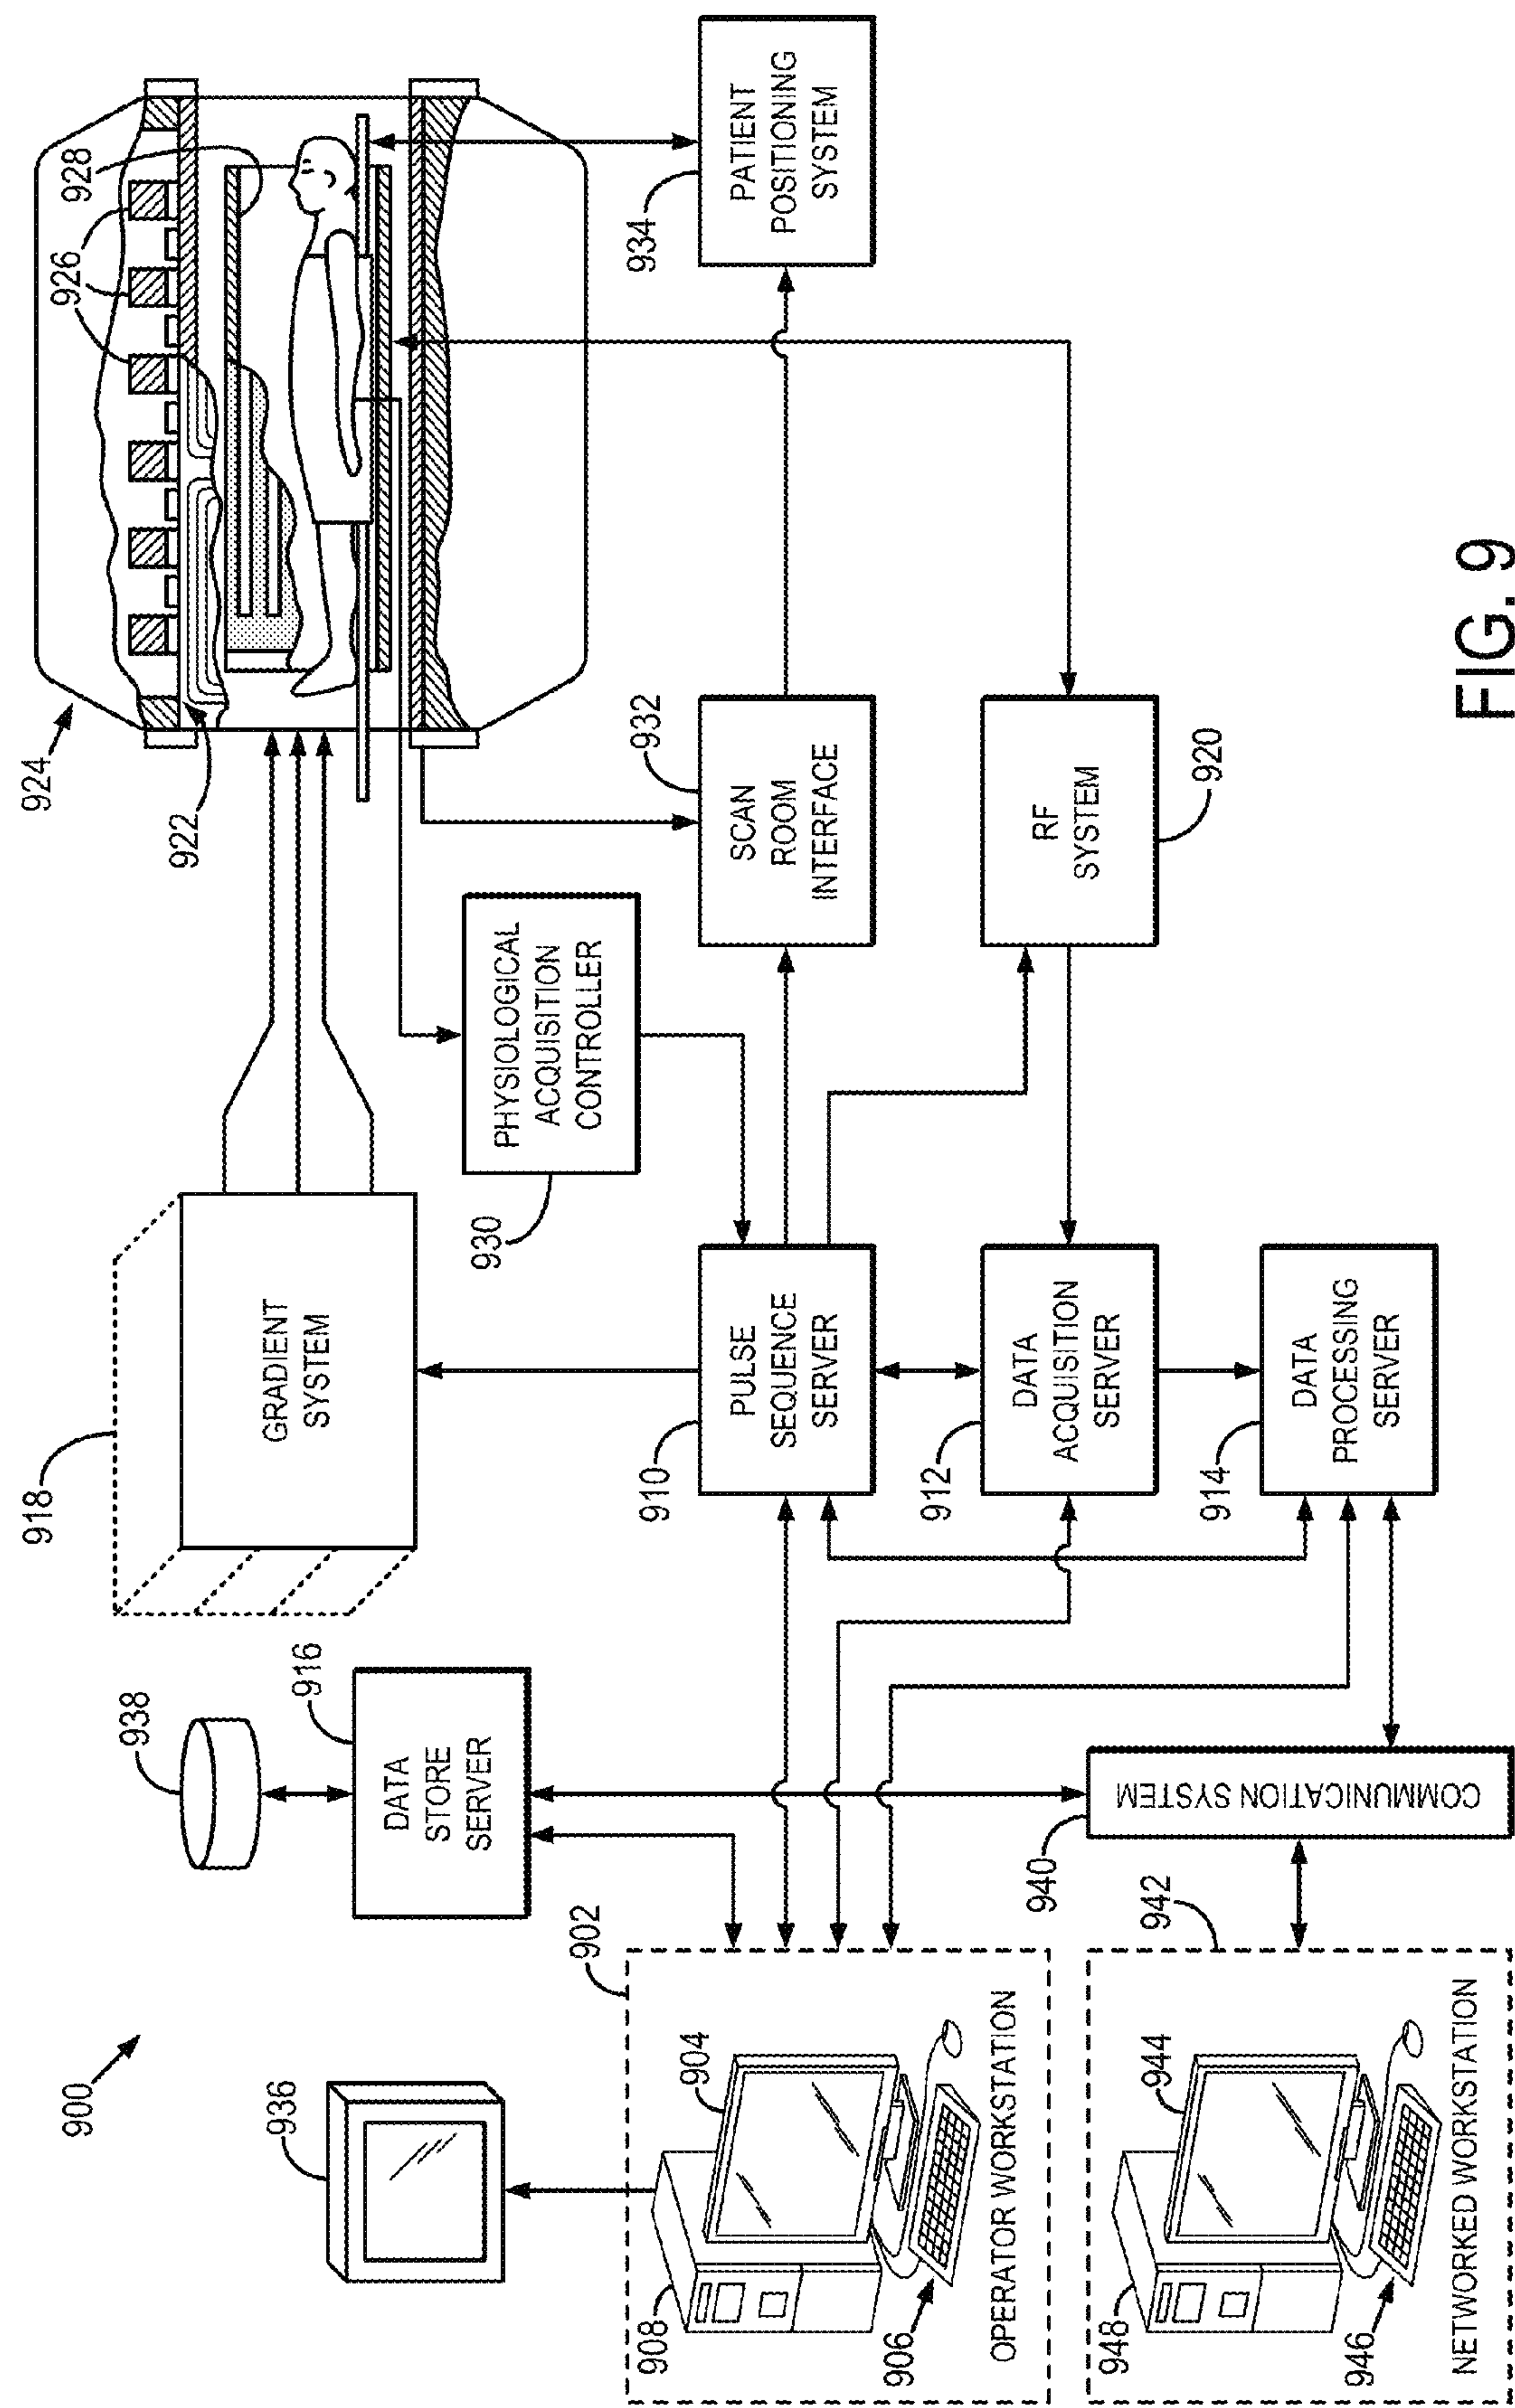 900
936
938
DATA
STORE
SERVER
916
918
GRADIENT
SYSTEM
924
922
926
928
PHYSIOLOGICAL
ACQUISITION
CONTROLLER
930
902
904
908
906
OPERATOR WORKSTATION
PULSE
SEQUENCE
SERVER
910
SCAN
ROOM
INTERFACE
932
PATIENT
POSITIONING
SYSTEM
934
DATA
ACQUISITION
SERVER
912
RF
SYSTEM
920
DATA
PROCESSING
SERVER
914
COMMUNICATION SYSTEM
940
942
944
948
946
NETWORKED WORKSTATION
FIG. 9